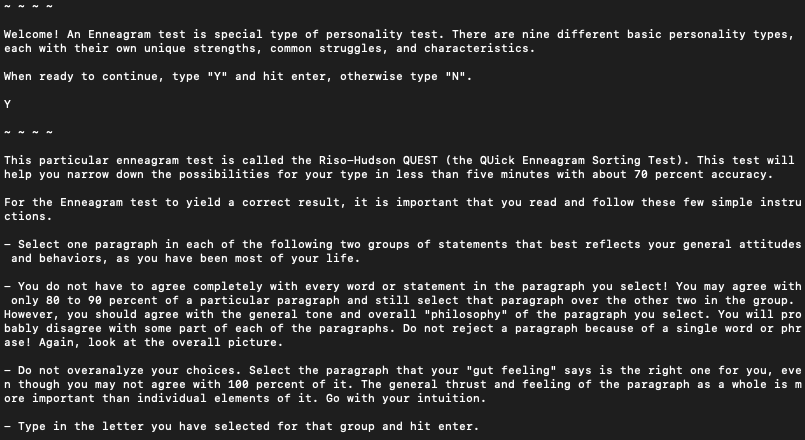 ~ ~ ~ ~
Welcome! An Enneagram test is special type of personality test. There are nine different basic personality types,
each with their own unique strengths, common struggles, and characteristics.
When ready to continue, type "Y" and hit enter, otherwise type "N".
Y
~ ~ ~ ~
This particular enneagram test is called the Riso–Hudson QUEST (the QUick Enneagram Sorting Test). This test will
help you narrow down the possibilities for your type in less than five minutes with about 70 percent accuracy.
For the Enneagram test to yield a correct result, it is important that you read and follow these few simple instru
ctions.
– Select one paragraph in each of the following two groups of statements that best reflects your general attitudes
 and behaviors, as you have been most of your life.
– You do not have to agree completely with every word or statement in the paragraph you select! You may agree with
 only 80 to 90 percent of a particular paragraph and still select that paragraph over the other two in the group.
However, you should agree with the general tone and overall "philosophy" of the paragraph you select. You will pro
bably disagree with some part of each of the paragraphs. Do not reject a paragraph because of a single word or phr
ase! Again, look at the overall picture.
– Do not overanalyze your choices. Select the paragraph that your "gut feeling" says is the right one for you, eve
n though you may not agree with 100 percent of it. The general thrust and feeling of the paragraph as a whole is m
ore important than individual elements of it. Go with your intuition.
– Type in the letter you have selected for that group and hit enter.